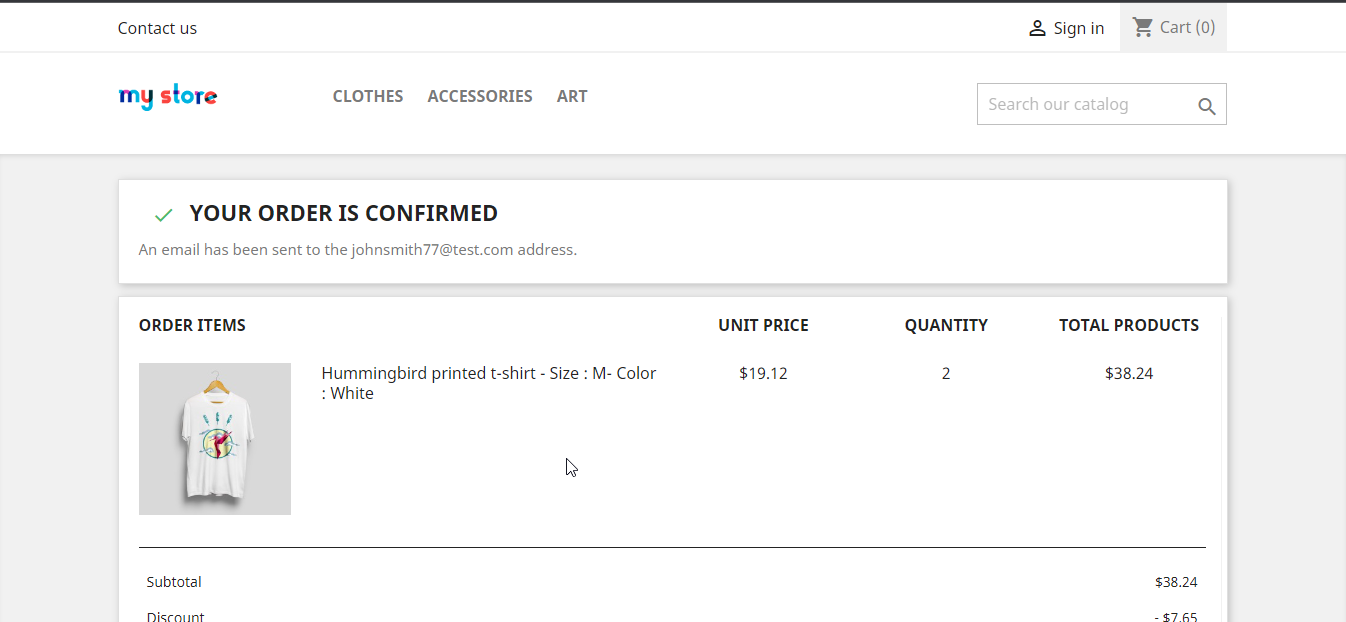 Contact us
Sign in
Cart (0)
my store
CLOTHES ACCESSORIES ART
Search our catalog
YOUR ORDER IS CONFIRMED
An email has been sent to the johnsmith77@test.com address.
ORDER ITEMS UNIT PRICE QUANTITY TOTAL PRODUCTS
Hummingbird printed t-shirt - Size : M- Color $19.12 2 $38.24
: White
Subtotal $38.24
Discount - $7.65